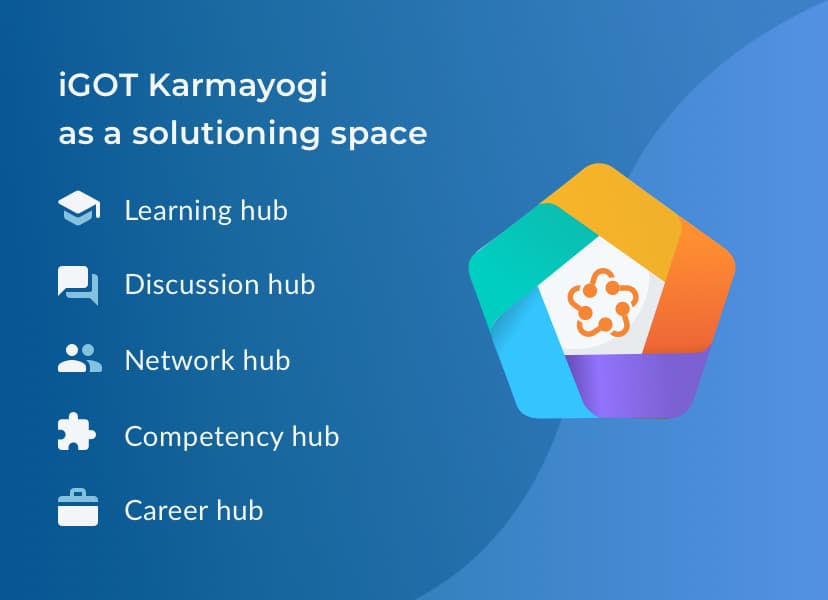 iGOT Karmayogi
as a solutioning space
Learning hub
Discussion hub
Network hub
Competency hub
Career hub